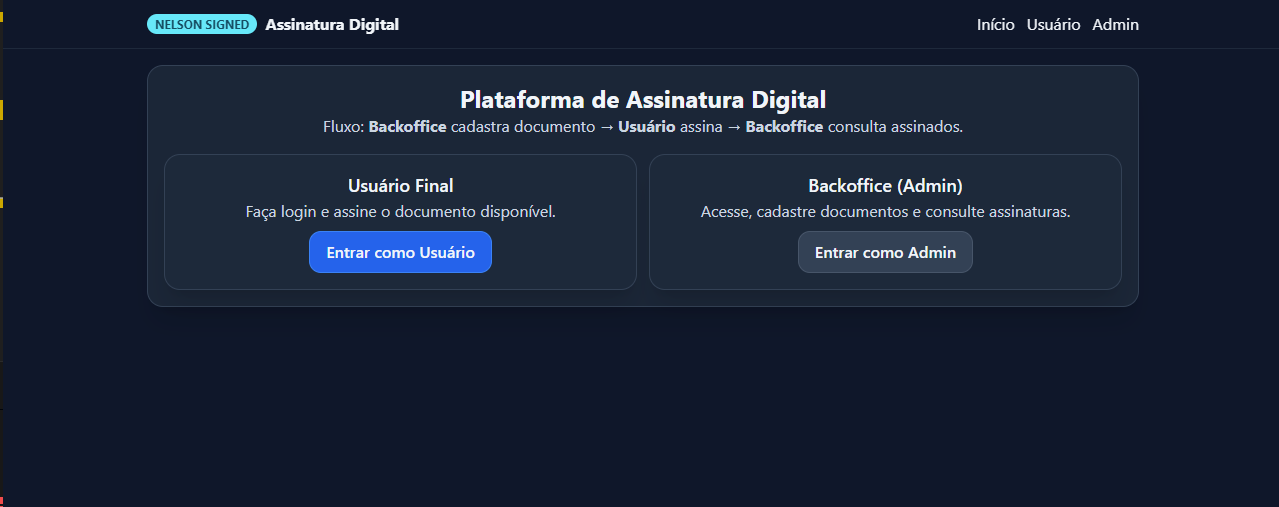 NELSON SIGNED Assinatura Digital Início Usuário Admin
Plataforma de Assinatura Digital
Fluxo: Backoffice cadastra documento → Usuário assina → Backoffice consulta assinados.
Usuário Final
Faça login e assine o documento disponível.
Entrar como Usuário
Backoffice (Admin)
Acesse, cadastre documentos e consulte assinaturas.
Entrar como Admin